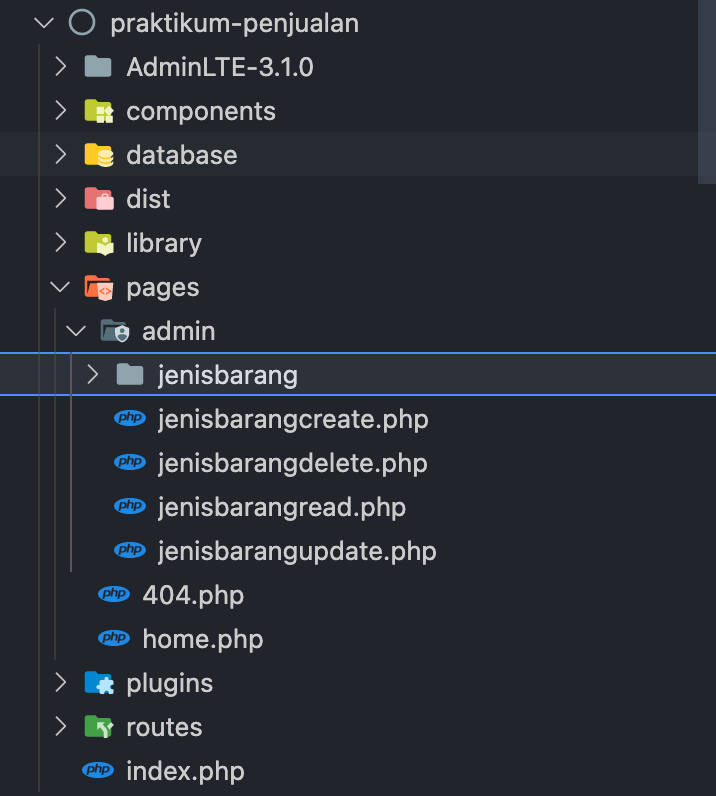 praktikum-penjualan
AdminLTE-3.1.0
components
database
dist
library
pages
admin
jenisbarang
php jenisbarangcreate.php
php jenisbarangdelete.php
php jenisbarangread.php
php jenisbarangupdate.php
php 404.php
php home.php
plugins
routes
php index.php